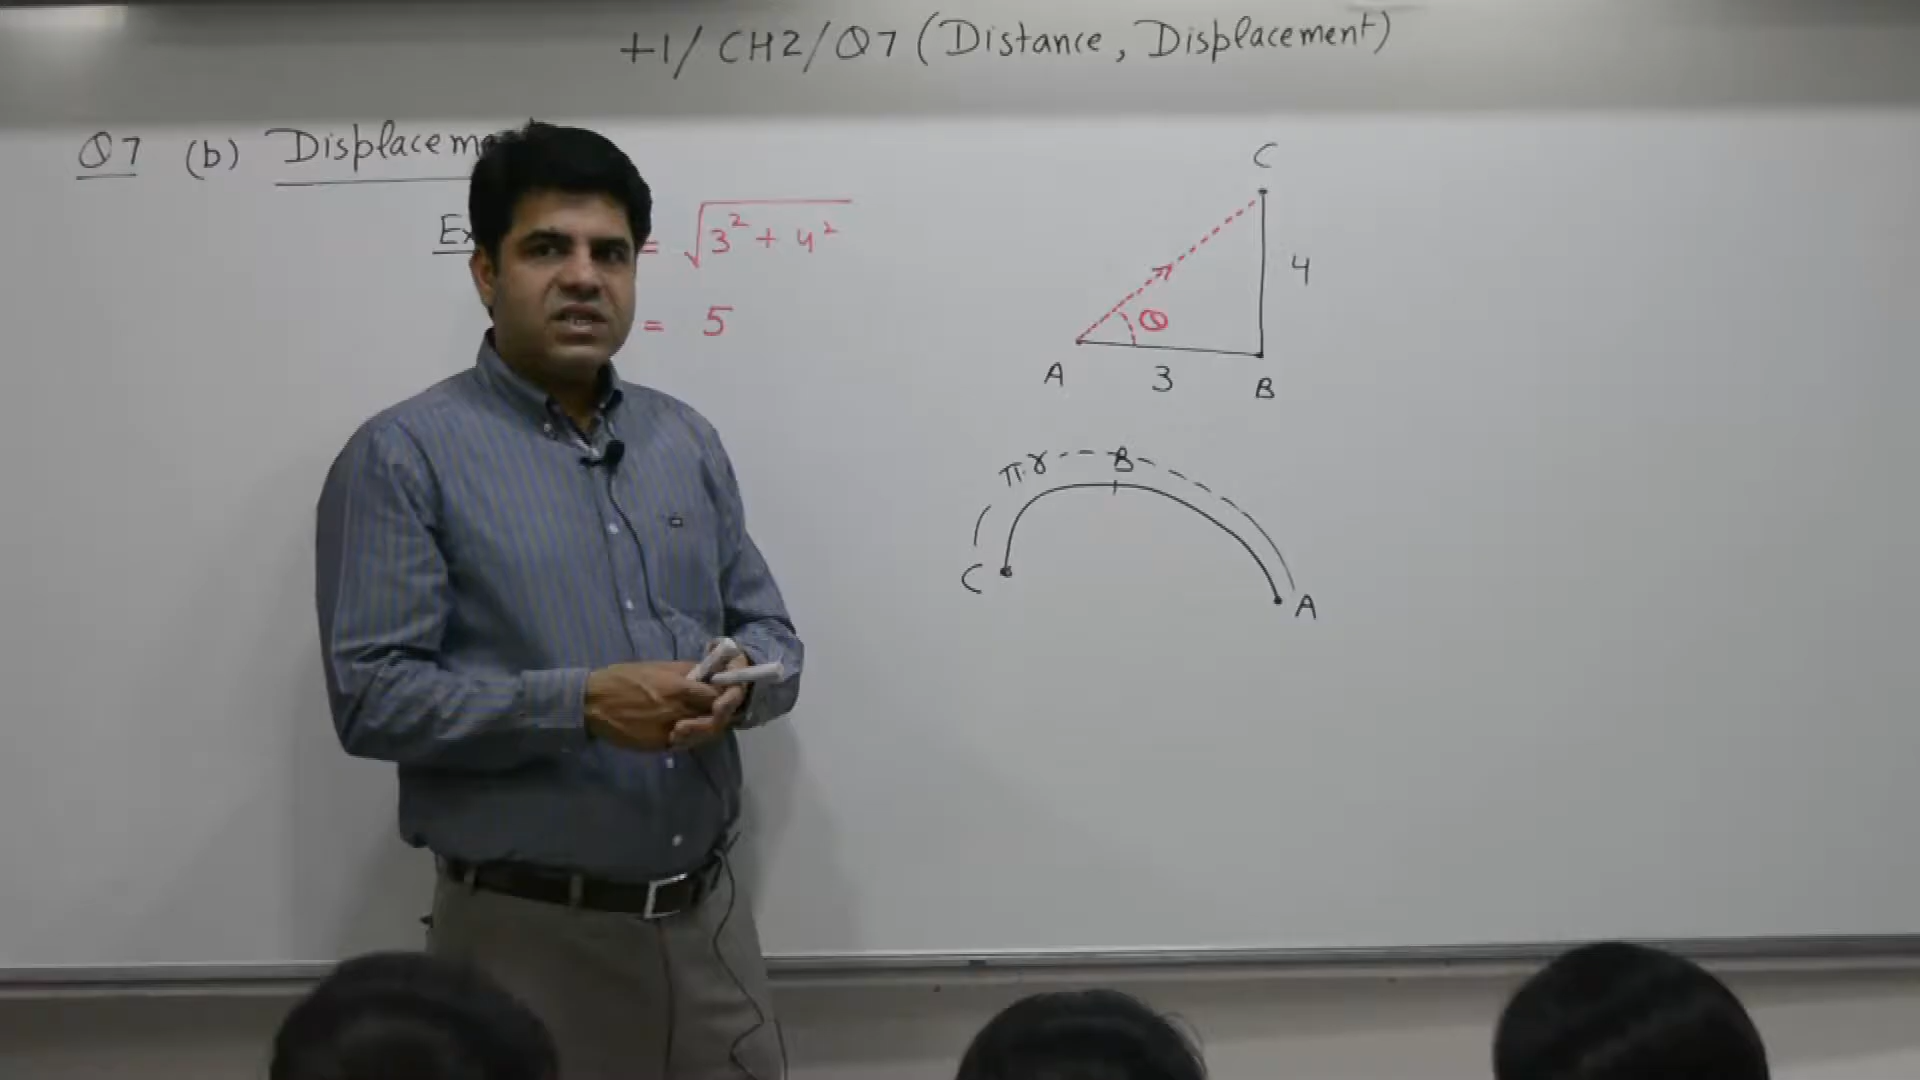 +1/ CH2/Q7 (Distance, Displacement)
Q7 (b) Displacem
Ex = √3² + 4²
= 5
C
4
θ
A 3 B
π.r B
C A